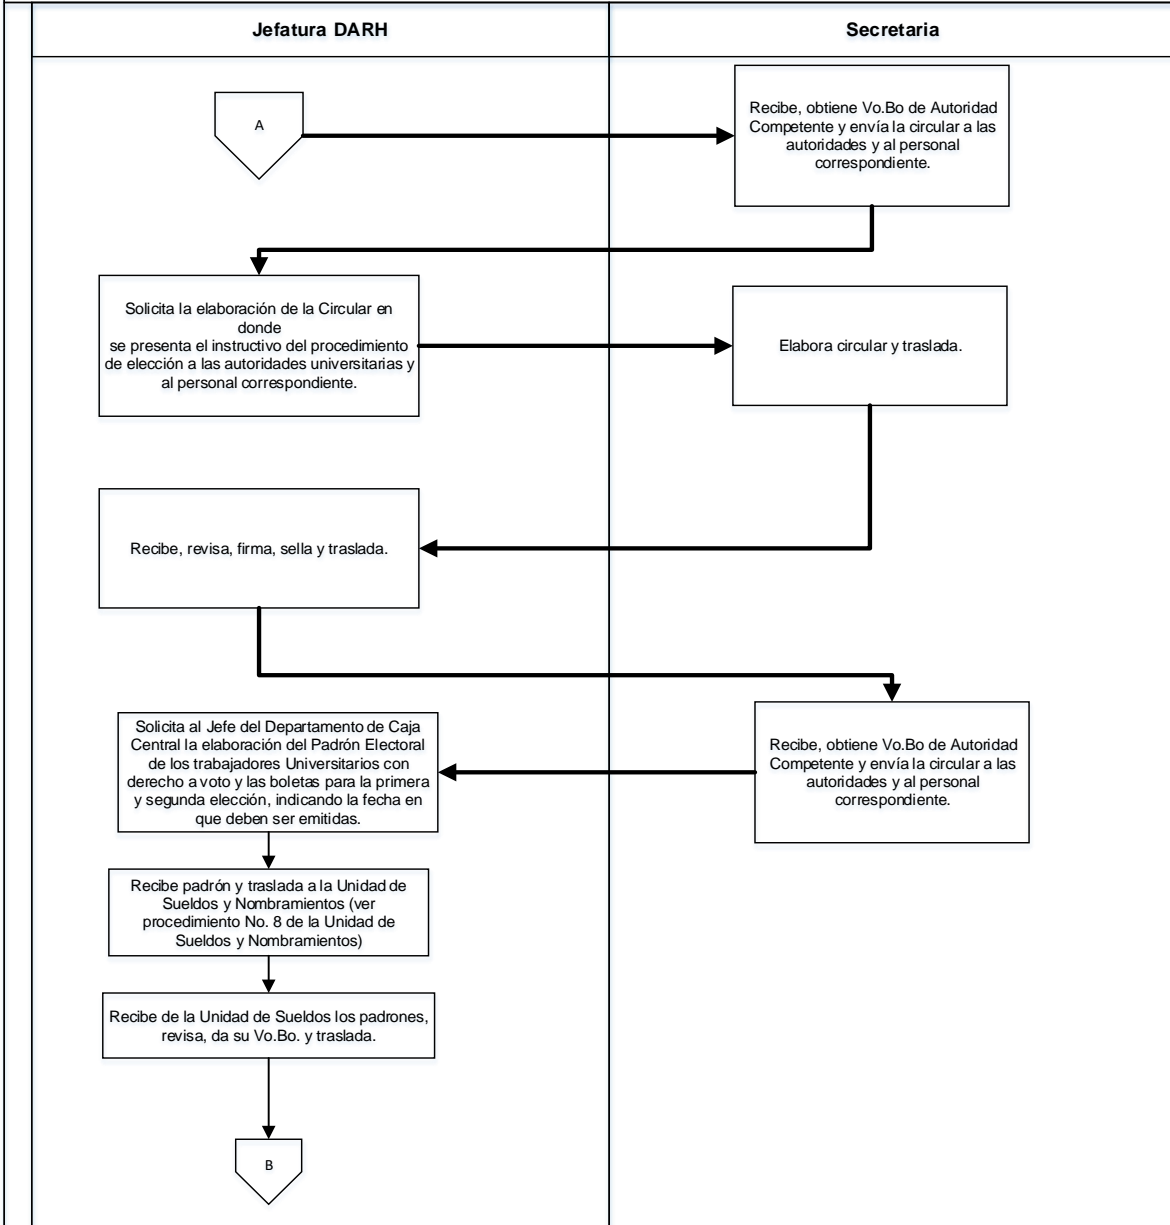 Jefatura DARH
Secretaria
A
Recibe, obtiene Vo.Bo de Autoridad
Competente y envía la circular a las
autoridades y al personal
correspondiente.
Solicita la elaboración de la Circular en
donde
se presenta el instructivo del procedimiento
de elección a las autoridades universitarias y
al personal correspondiente.
Elabora circular y traslada.
Recibe, revisa, firma, sella y traslada.
Recibe, obtiene Vo.Bo de Autoridad
Competente y envía la circular a las
autoridades y al personal
correspondiente.
Solicita al Jefe del Departamento de Caja
Central la elaboración del Padrón Electoral
de los trabajadores Universitarios con
derecho a voto y las boletas para la primera
y segunda elección, indicando la fecha en
que deben ser emitidas.
Recibe padrón y traslada a la Unidad de
Sueldos y Nombramientos (ver
procedimiento No. 8 de la Unidad de
Sueldos y Nombramientos)
Recibe de la Unidad de Sueldos los padrones,
revisa, da su Vo.Bo. y traslada.
B